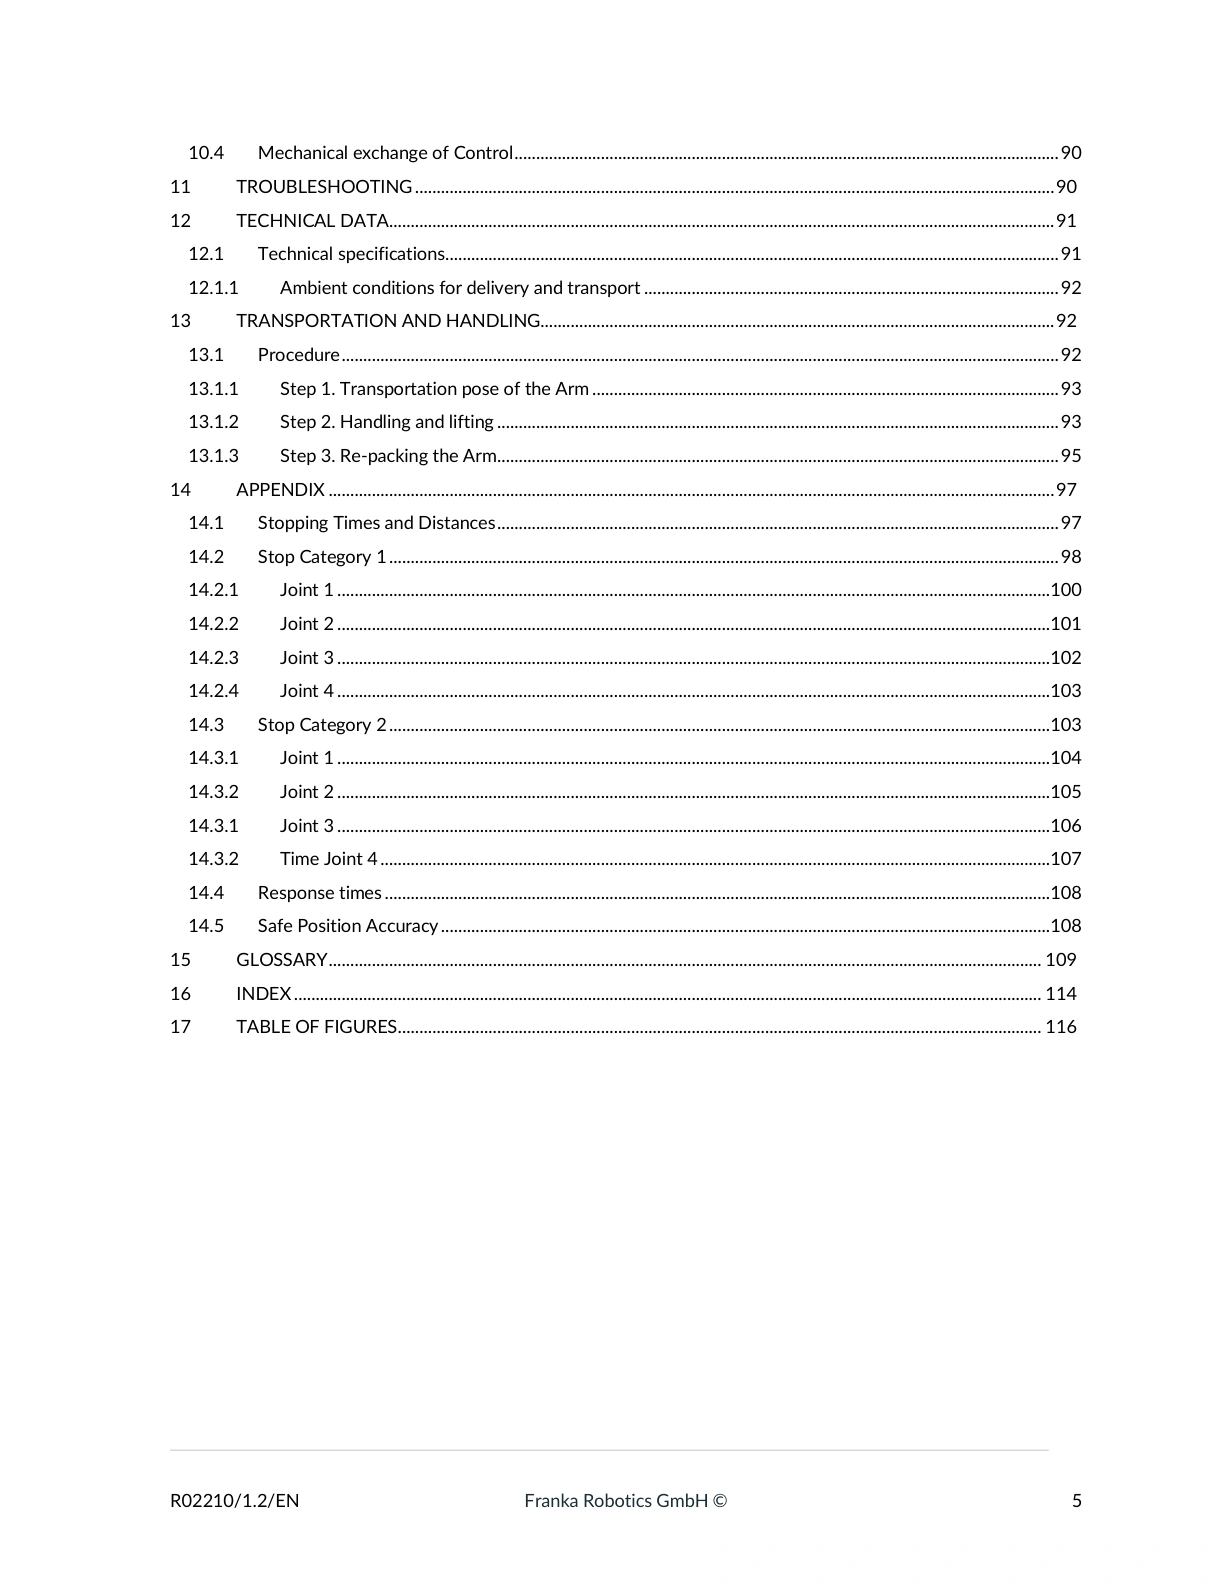 10.4 Mechanical exchange of Control........90
11 TROUBLESHOOTING........90
12 TECHNICAL DATA........91
12.1 Technical specifications........91
12.1.1 Ambient conditions for delivery and transport........92
13 TRANSPORTATION AND HANDLING........92
13.1 Procedure........92
13.1.1 Step 1. Transportation pose of the Arm........93
13.1.2 Step 2. Handling and lifting........93
13.1.3 Step 3. Re-packing the Arm........95
14 APPENDIX........97
14.1 Stopping Times and Distances........97
14.2 Stop Category 1........98
14.2.1 Joint 1........100
14.2.2 Joint 2........101
14.2.3 Joint 3........102
14.2.4 Joint 4........103
14.3 Stop Category 2........103
14.3.1 Joint 1........104
14.3.2 Joint 2........105
14.3.1 Joint 3........106
14.3.2 Time Joint 4........107
14.4 Response times........108
14.5 Safe Position Accuracy........108
15 GLOSSARY........109
16 INDEX........114
17 TABLE OF FIGURES........116
R02210/1.2/EN Franka Robotics GmbH © 5